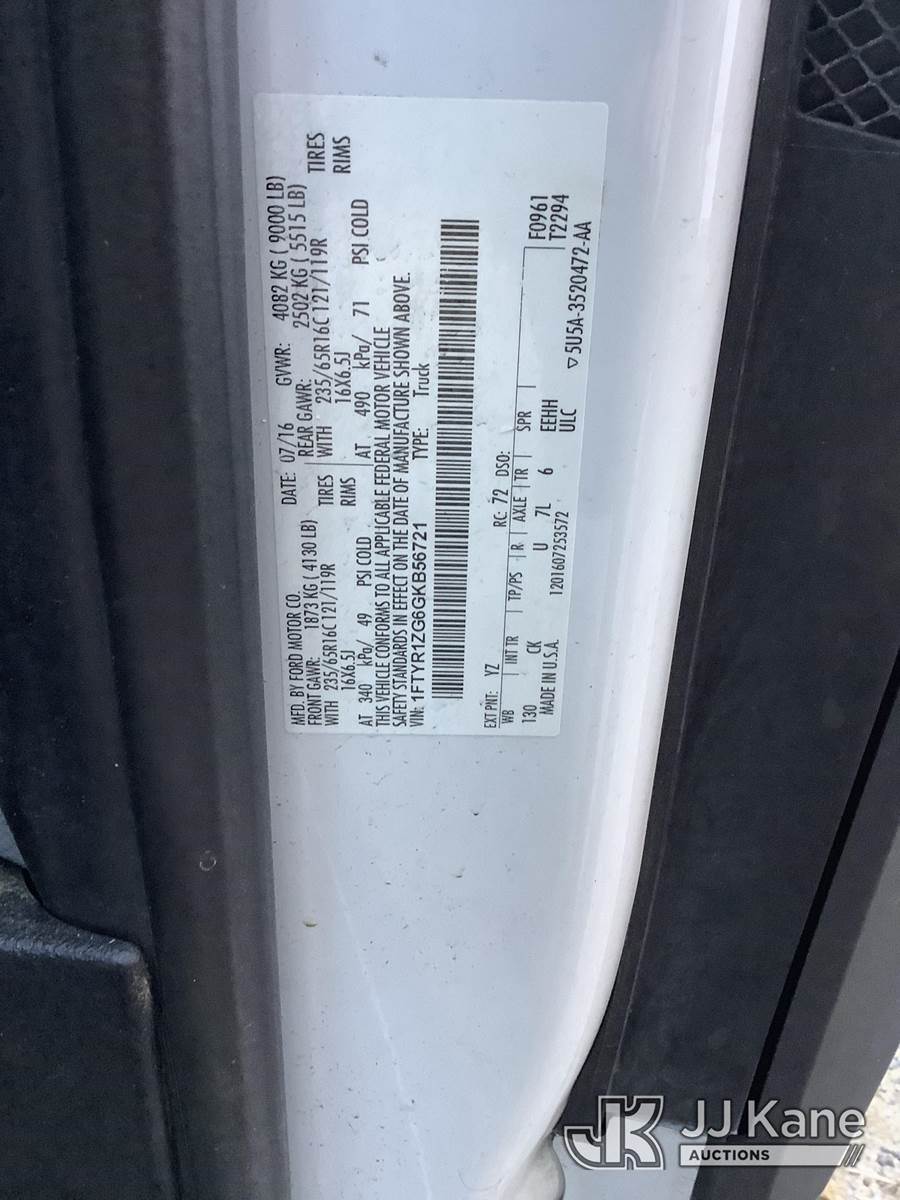 MFD. BY FORD MOTOR CO. DATE: 07/16 GVWR: 4082 KG ( 9000 LB)
FRONT GAWR: 1873 KG ( 4130 LB) REAR GAWR: 2502 KG ( 5515 LB)
WITH 235/65R16C 121/119R TIRES WITH 235/65R16C 121/119R TIRES
16X6.5J RIMS 16X6.5J RIMS
AT 340 kPa/ 49 PSI COLD AT 490 kPa/ 71 PSI COLD
THIS VEHICLE CONFORMS TO ALL APPLICABLE FEDERAL MOTOR VEHICLE
SAFETY STANDARDS IN EFFECT ON THE DATE OF MANUFACTURE SHOWN ABOVE.
VIN: 1FTYR1ZG6GKB56721 TYPE: Truck
EXT PNT: YZ RC: 72 DSO:
WB INT TR TP/PS R AXLE TR SPR F0961
130 CK U 7L 6 EEHH T2294
MADE IN U.S.A. 1201607253572 ULC 5U5A-3520472-AA
JK JJ Kane
AUCTIONS